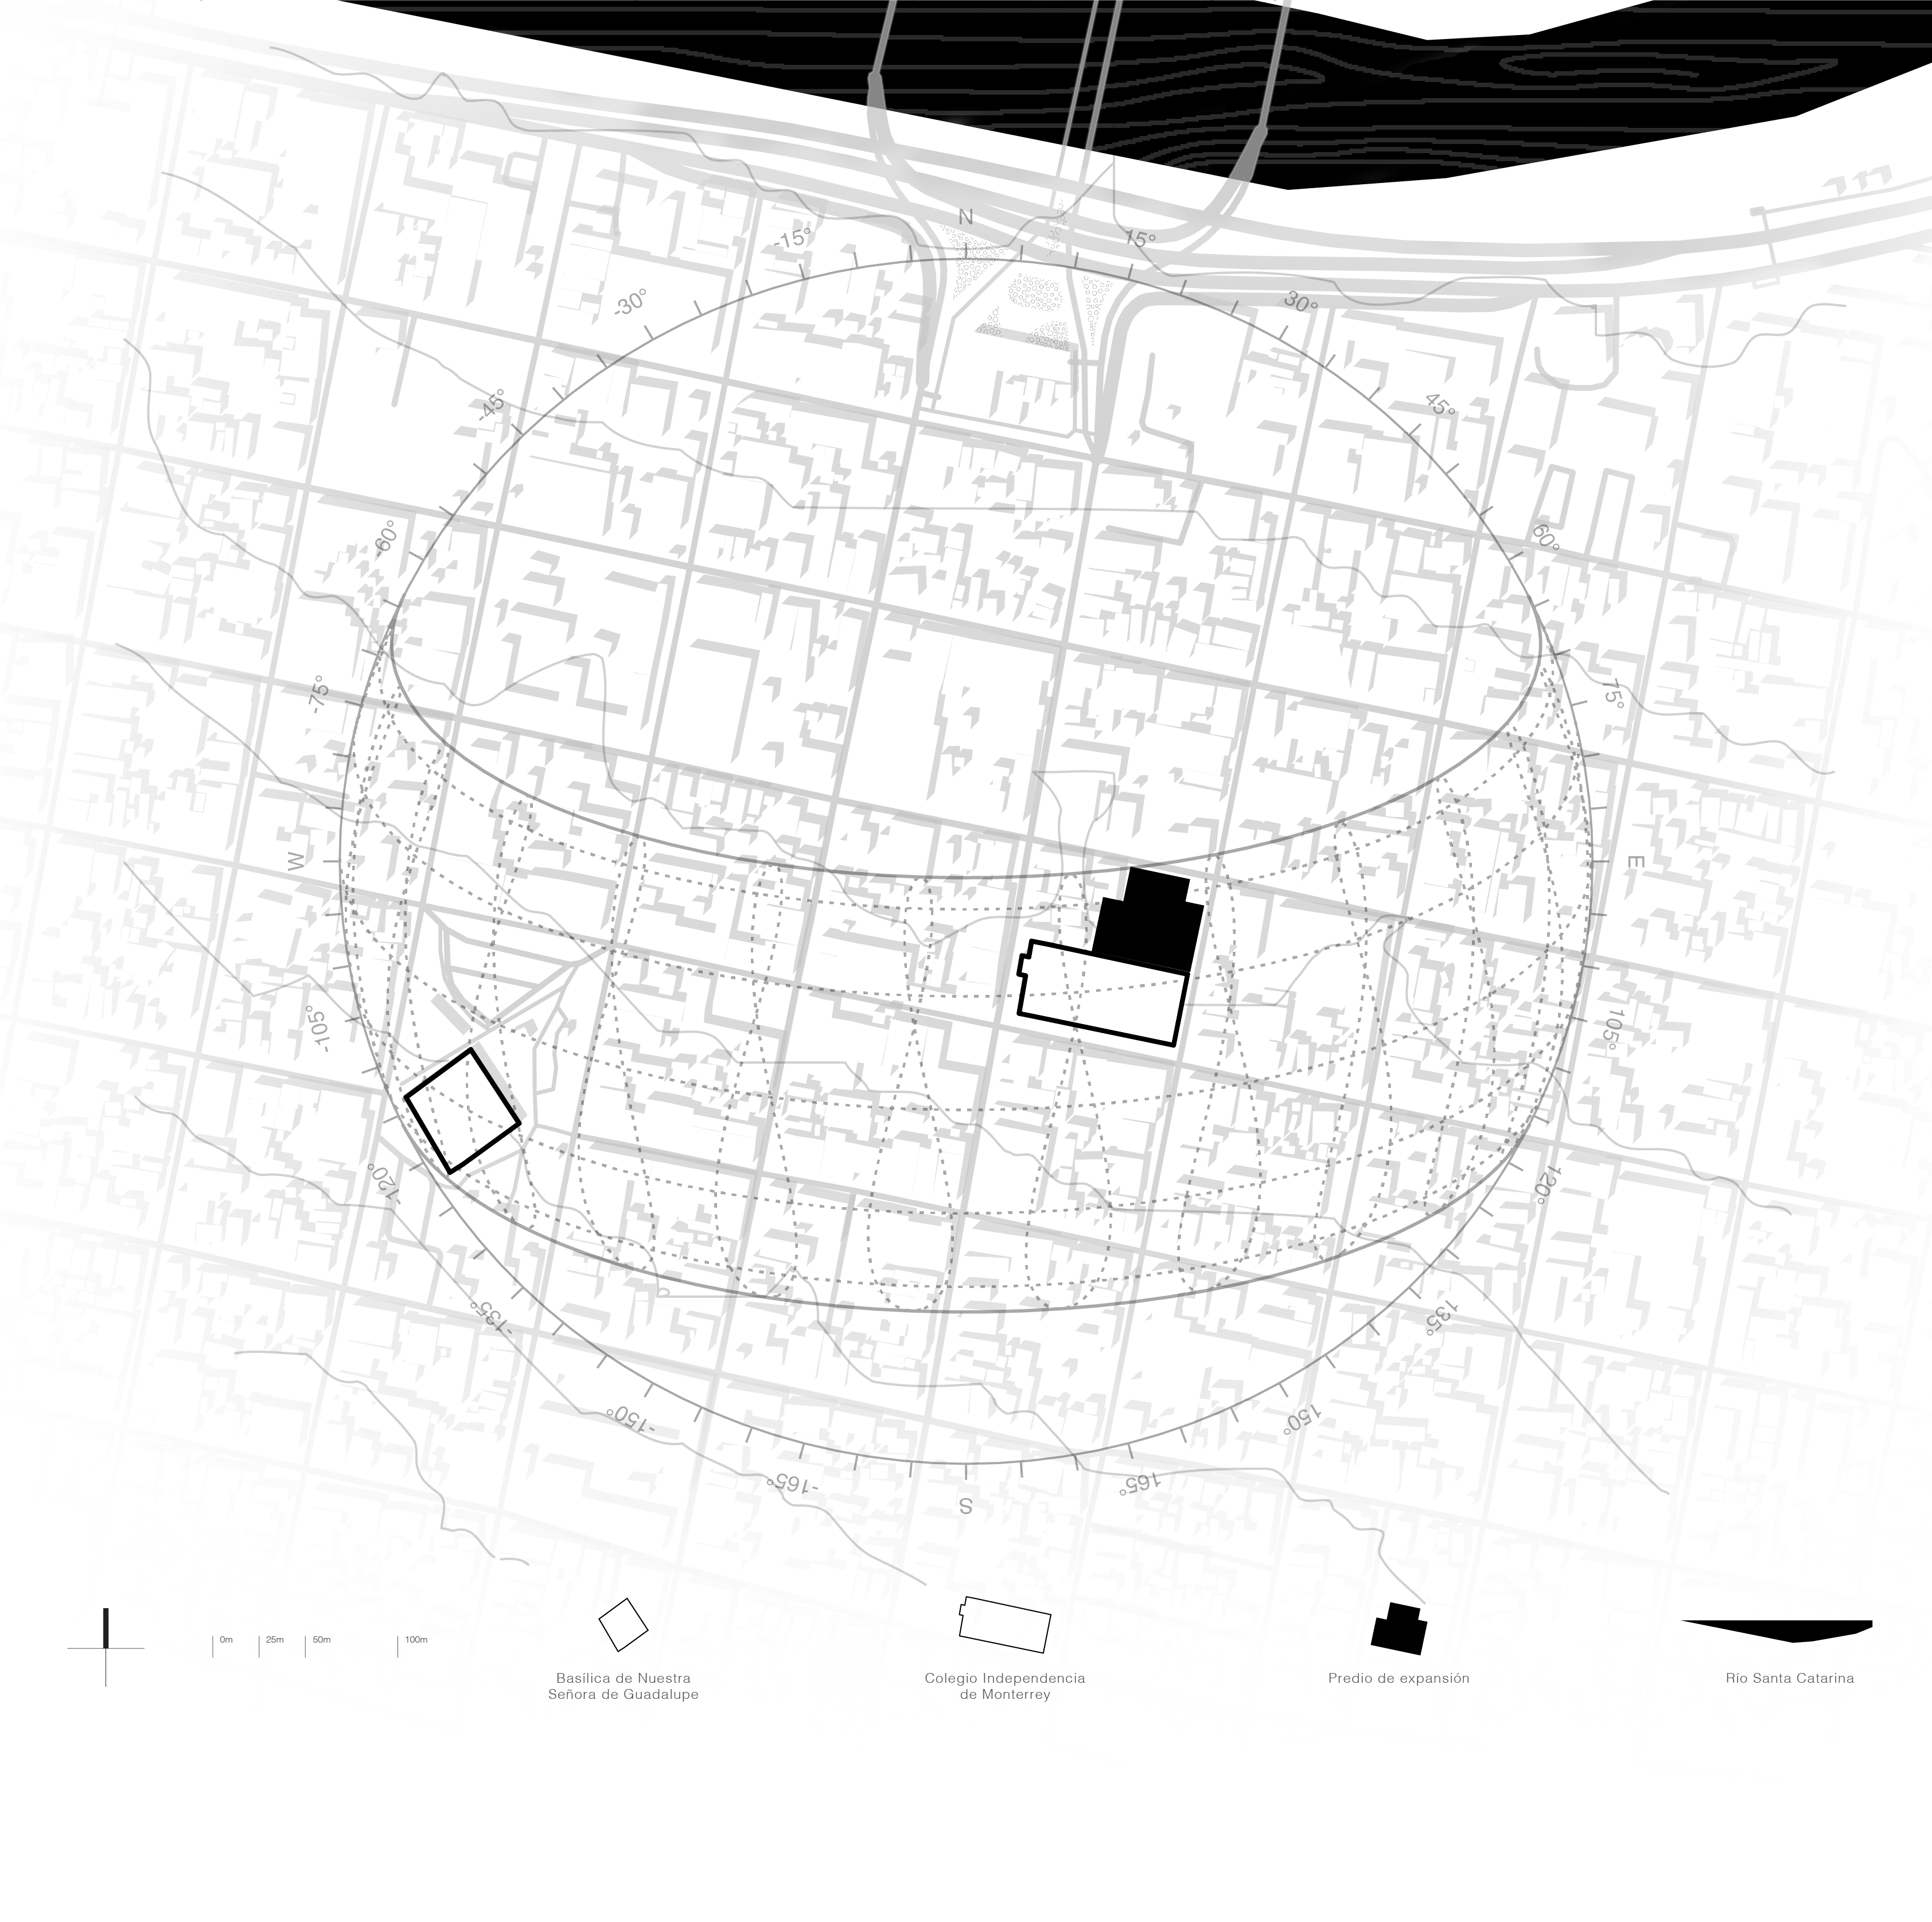 N
-15° 15°
-30° 30°
-45° 45°
-60° 60°
-75° 75°
W E
-105° 105°
-120° 120°
-135° 135°
-150° 150°
-165° 165°
S
0m 25m 50m 100m
Basílica de Nuestra
Señora de Guadalupe
Colegio Independencia
de Monterrey
Predio de expansión
Río Santa Catarina